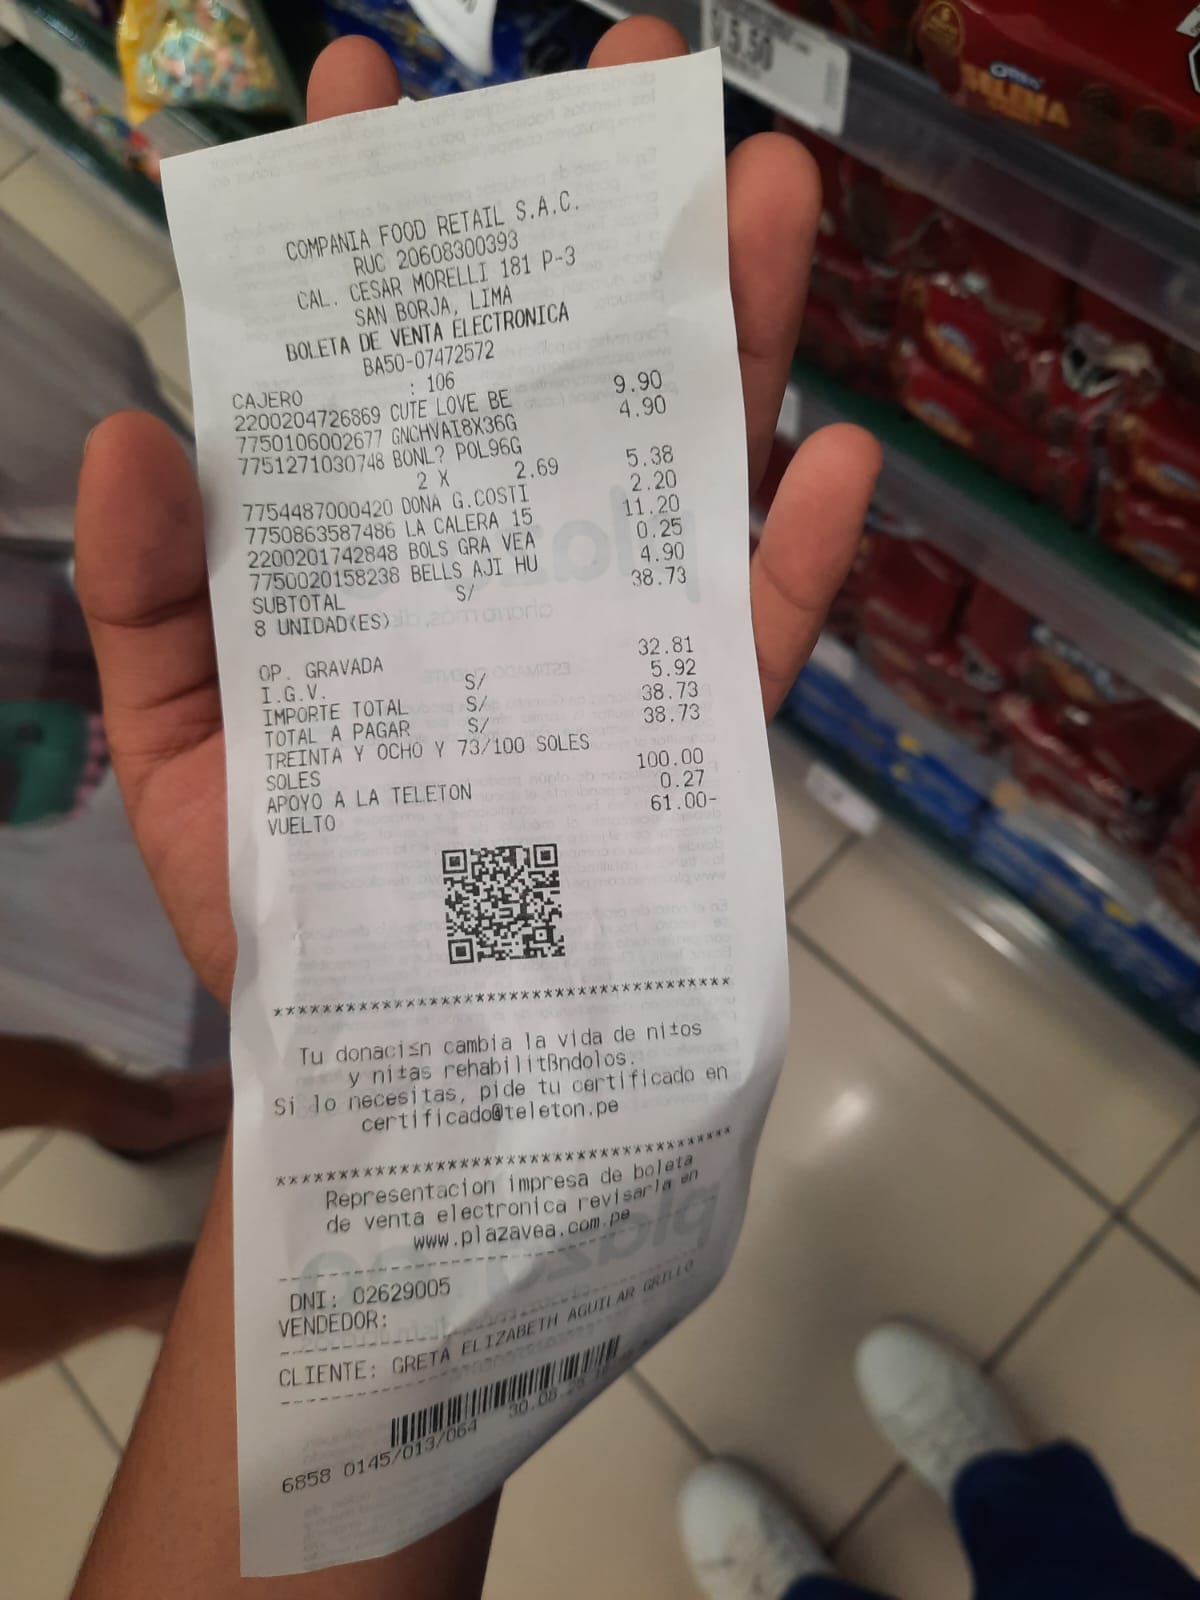 S/5.50
OREO
SELENA
COMPANIA FOOD RETAIL S.A.C.
RUC 20608300393
CAL. CESAR MORELLI 181 P-3
SAN BORJA, LIMA
BOLETA DE VENTA ELECTRONICA
BA50-07472572
CAJERO : 106
2200204726869 CUTE LOVE BE 9.90
7750106002677 GNCHVAI8X36G 4.90
7751271030748 BONL? POL96G
2 X 2.69 5.38
7754487000420 DONA G.COSTI 2.20
7750863587486 LA CALERA 15 11.20
2200201742848 BOLS GRA VEA 0.25
7750020158238 BELLS AJI HU 4.90
SUBTOTAL S/ 38.73
8 UNIDAD(ES)
OP. GRAVADA 32.81
I.G.V. S/ 5.92
IMPORTE TOTAL S/ 38.73
TOTAL A PAGAR S/ 38.73
TREINTA Y OCHO Y 73/100 SOLES
SOLES 100.00
APOYO A LA TELETON 0.27
VUELTO 61.00-
***************************************
Tu donaci≤n cambia la vida de ni±os
y ni±as rehabilitßndolos.
Si lo necesitas, pide tu certificado en
certificado@teleton.pe
***************************************
Representacion impresa de boleta
de venta electronica revisarla en
www.plazavea.com.pe
DNI: 02629005
VENDEDOR:
CLIENTE: GRETA ELIZABETH AGUILAR GRILLO
6858 0145/013/064